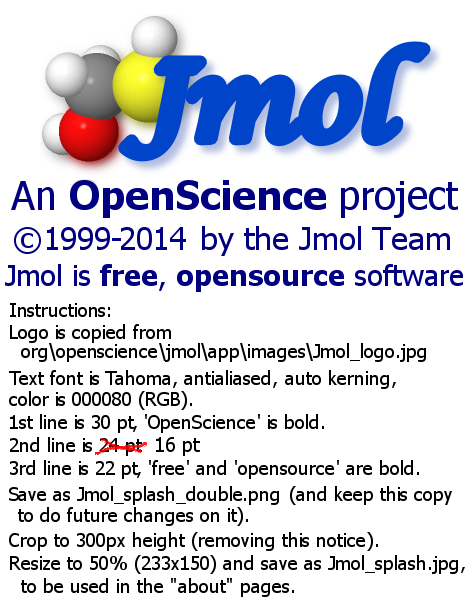 Jmol
An OpenScience project
©1999-2014 by the Jmol Team
Jmol is free, opensource software
Instructions:
Logo is copied from
org\openscience\jmol\app\images\Jmol_logo.jpg
Text font is Tahoma, antialiased, auto kerning,
color is 000080 (RGB).
1st line is 30 pt, 'OpenScience' is bold.
2nd line is 24 pt 16 pt
3rd line is 22 pt, 'free' and 'opensource' are bold.
Save as Jmol_splash_double.png (and keep this copy
to do future changes on it).
Crop to 300px height (removing this notice).
Resize to 50% (233x150) and save as Jmol_splash.jpg,
to be used in the "about" pages.